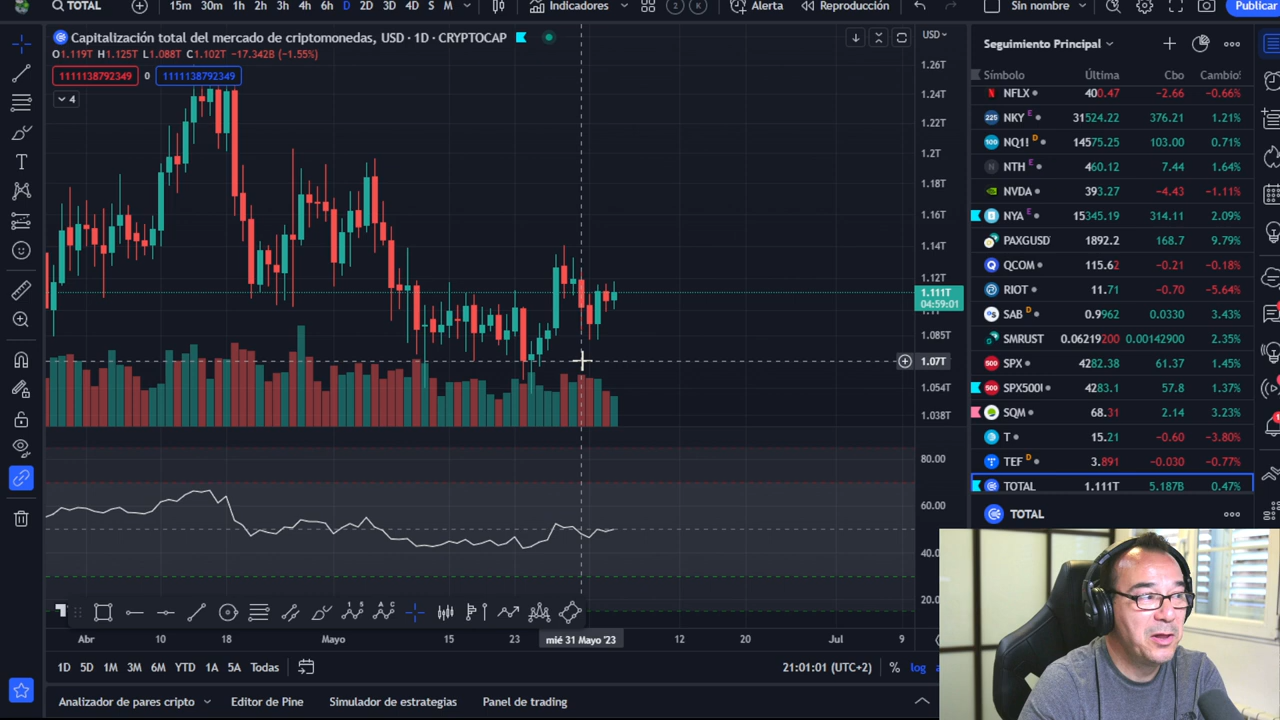 TOTAL
15m 30m 1h 2h 3h 4h 6h D 2D 3D 4D S M
Indicadores
2
K
Alerta
Reproducción
Sin nombre
Publicar
Capitalización total del mercado de criptomonedas, USD · 1D · CRYPTOCAP
O1.119T H1.125T L1.088T C1.102T −17.342B (−1.55%)
1111138792349 0 1111138792349
4
USD
1.26T
1.24T
1.22T
1.2T
1.18T
1.16T
1.14T
1.12T
1.111T
04:59:01
1.1T
1.085T
1.07T
1.054T
1.038T
80.00
60.00
40.00
20.00
Abr 10 18 Mayo 15 23 mié 31 Mayo '23 12 20 Jul 9
1D 5D 1M 3M 6M YTD 1A 5A Todas
21:01:01 (UTC+2) % log
Analizador de pares cripto Editor de Pine Simulador de estrategias Panel de trading
Seguimiento Principal
Símbolo Última Cbo Cambio%
NFLX 400.47 −2.66 −0.66%
225 NKY E 31524.22 376.21 1.21%
100 NQ1! D 14575.25 103.00 0.71%
N NTH E 460.12 7.44 1.64%
NVDA 393.27 −4.43 −1.11%
NYA E 15345.19 314.11 2.09%
PAXGUSD 1892.2 168.7 9.79%
QCOM 115.62 −0.21 −0.18%
RIOT 11.71 −0.70 −5.64%
SAB D 0.9962 0.0330 3.43%
SMRUST 0.06219200 0.00142900 2.35%
500 SPX 4282.38 61.37 1.45%
500 SPX500 4283.1 57.8 1.37%
SQM 68.31 2.14 3.23%
T 15.21 −0.60 −3.80%
TEF D 3.891 −0.030 −0.77%
TOTAL 1.111T 5.187B 0.47%
TOTAL